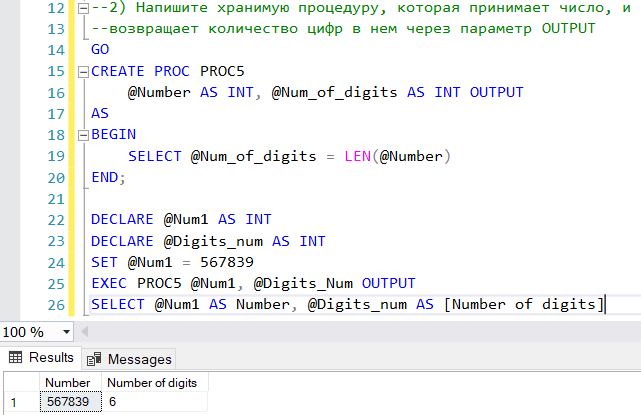 12 --2) Напишите хранимую процедуру, которая принимает число, и
13 --возвращает количество цифр в нем через параметр OUTPUT
14 GO
15 CREATE PROC PROC5
16 @Number AS INT, @Num_of_digits AS INT OUTPUT
17 AS
18 BEGIN
19 SELECT @Num_of_digits = LEN(@Number)
20 END;
21
22 DECLARE @Num1 AS INT
23 DECLARE @Digits_num AS INT
24 SET @Num1 = 567839
25 EXEC PROC5 @Num1, @Digits_Num OUTPUT
26 SELECT @Num1 AS Number, @Digits_num AS [Number of digits]
100 %
Results Messages
Number Number of digits
1 567839 6